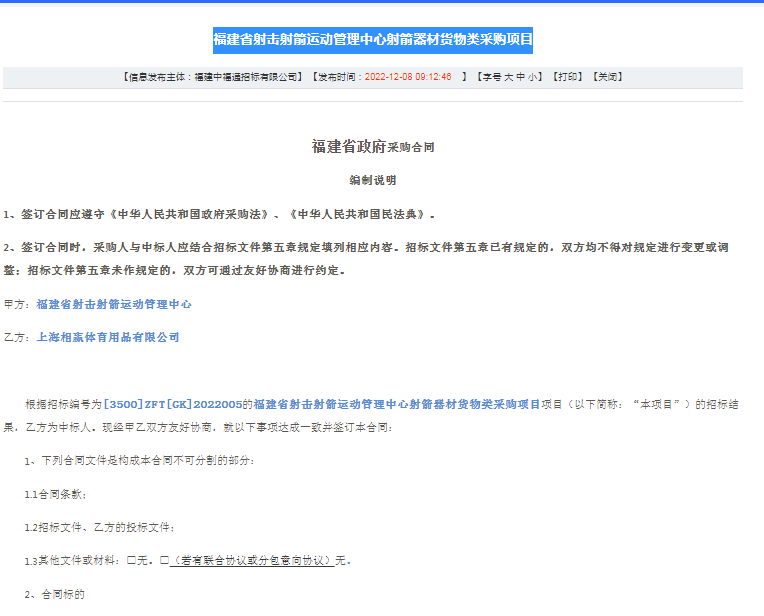 福建省射击射箭运动管理中心射箭器材货物类采购项目
【信息发布主体：福建中福通招标有限公司】【发布时间：2022-12-08 09:12:46 】【字号 大 中 小】【打印】【关闭】
福建省政府采购合同
编制说明
1、签订合同应遵守《中华人民共和国政府采购法》、《中华人民共和国民法典》。
2、签订合同时，采购人与中标人应结合招标文件第五章规定填列相应内容。招标文件第五章已有规定的，双方均不得对规定进行变更或调
整；招标文件第五章未作规定的，双方可通过友好协商进行约定。
甲方：福建省射击射箭运动管理中心
乙方：上海相羸体育用品有限公司
根据招标编号为[3500]ZFT[GK]2022005的福建省射击射箭运动管理中心射箭器材货物类采购项目项目（以下简称：“本项目”）的招标结
果，乙方为中标人。现经甲乙双方友好协商，就以下事项达成一致并签订本合同：
1、下列合同文件是构成本合同不可分割的部分：
1.1合同条款；
1.2招标文件、乙方的投标文件；
1.3其他文件或材料：□无。□（若有联合协议或分包意向协议）无。
2、合同标的